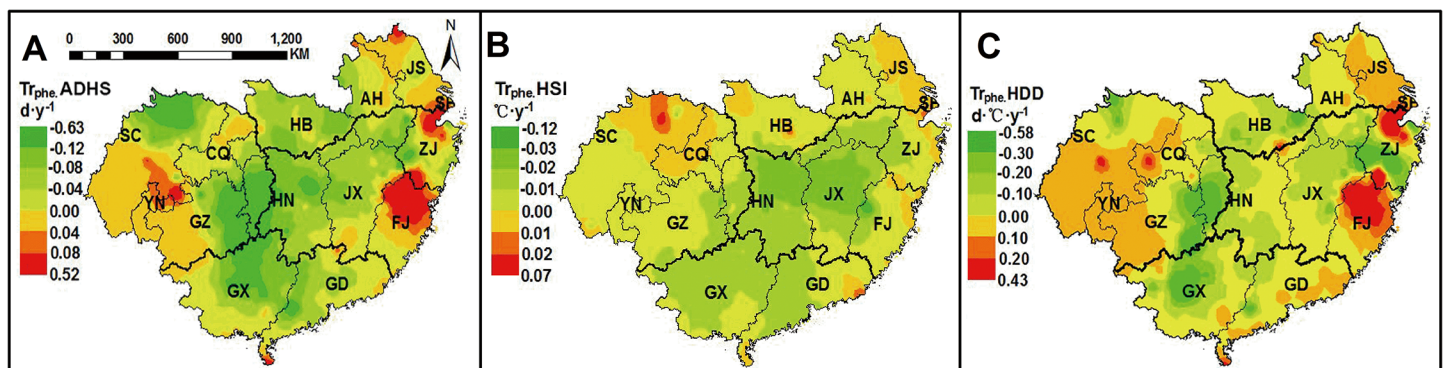 A
0 300 600 900 1,200
KM
N
Trphe.ADHS
d·y-1
-0.63
-0.12
-0.08
-0.04
0.00
0.04
0.08
0.52
SC
HB
AH
JS
ZJ
CQ
YN
GZ
HN
JX
FJ
GX
GD
B
Trphe.HSI
℃·y-1
-0.12
-0.03
-0.02
-0.01
0.00
0.01
0.02
0.07
SC
HB
AH
JS
ZJ
CQ
YN
GZ
HN
JX
FJ
GX
GD
C
Trphe.HDD
d·℃·y-1
-0.58
-0.30
-0.20
-0.10
0.00
0.10
0.20
0.43
SC
HB
AH
JS
ZJ
CQ
YN
GZ
HN
JX
FJ
GX
GD